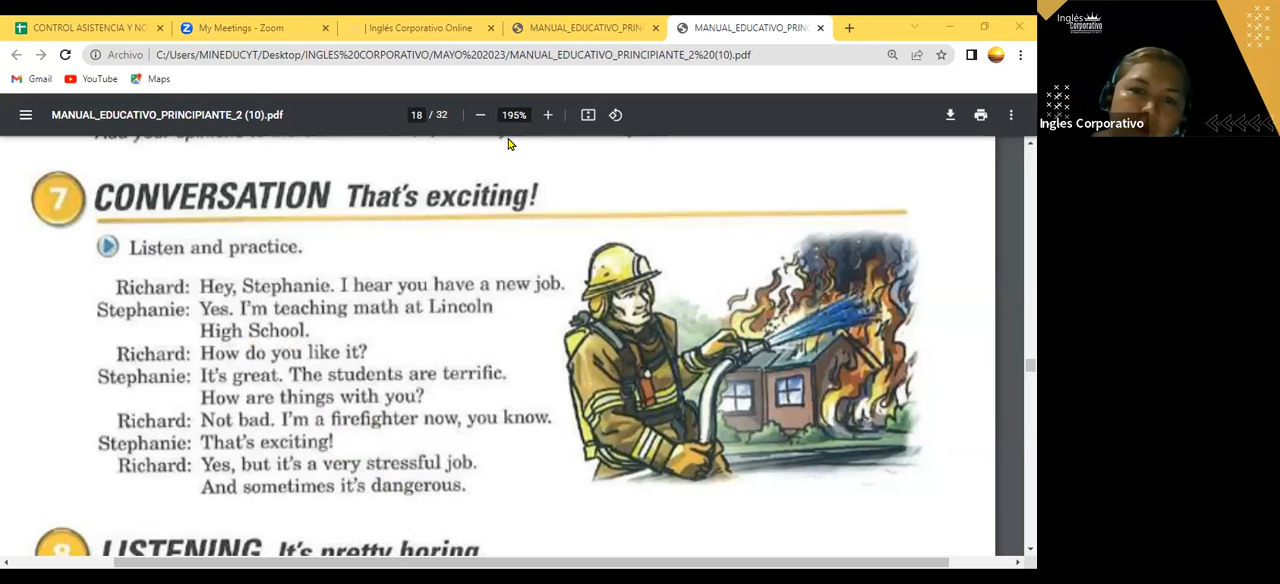 CONTROL ASISTENCIA Y NO
My Meetings - Zoom
Inglés Corporativo Online
MANUAL_EDUCATIVO_PRIN
MANUAL_EDUCATIVO_PRIN
Archivo
C:/Users/MINEDUCYT/Desktop/INGLES%20CORPORATIVO/MAYO%202023/MANUAL_EDUCATIVO_PRINCIPIANTE_2%20(10).pdf
Gmail
YouTube
Maps
MANUAL_EDUCATIVO_PRINCIPIANTE_2 (10).pdf
18 / 32
195%
7 CONVERSATION That's exciting!
Listen and practice.
Richard: Hey, Stephanie. I hear you have a new job.
Stephanie: Yes. I'm teaching math at Lincoln
High School.
Richard: How do you like it?
Stephanie: It's great. The students are terrific.
How are things with you?
Richard: Not bad. I'm a firefighter now, you know.
Stephanie: That's exciting!
Richard: Yes, but it's a very stressful job.
And sometimes it's dangerous.
8 LISTENING It's pretty boring
Inglés
Corporativo
Ingles Corporativo